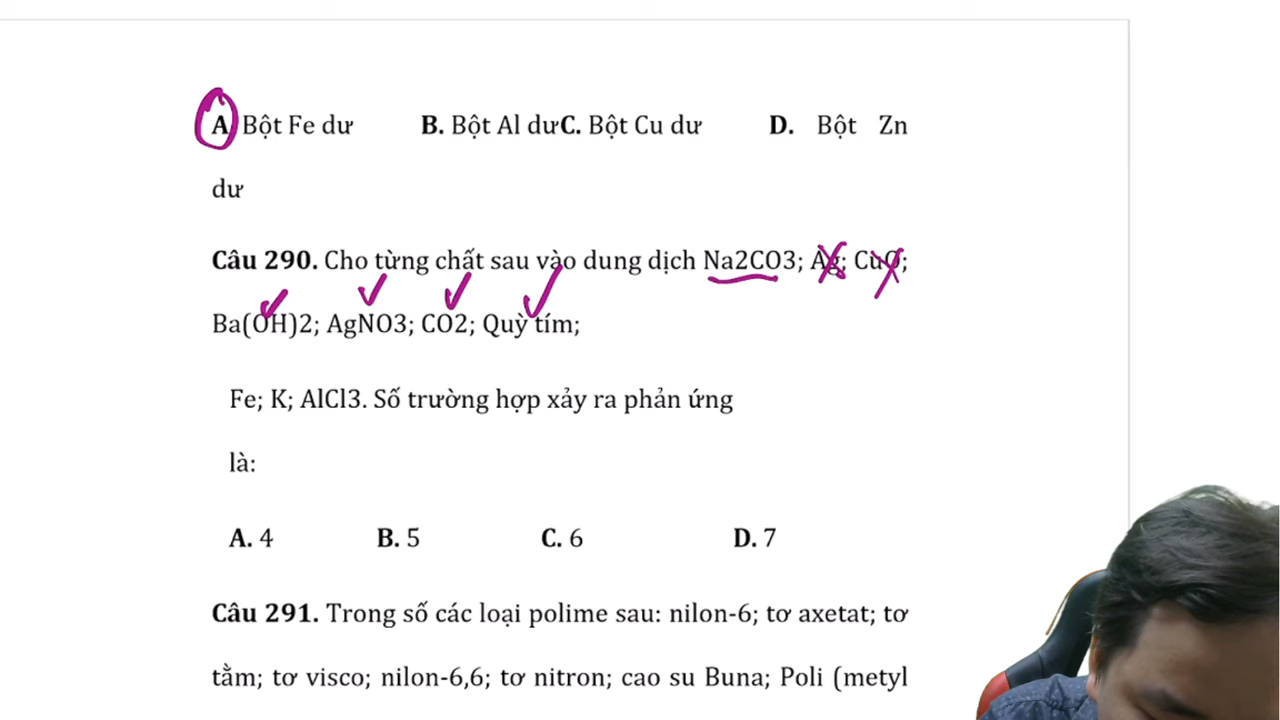 A. Bột Fe dư B. Bột Al dưC. Bột Cu dư D. Bột Zn
dư
Câu 290. Cho từng chất sau vào dung dịch Na2CO3; Ag; CuO;
Ba(OH)2; AgNO3; CO2; Quỳ tím;
Fe; K; AlCl3. Số trường hợp xảy ra phản ứng
là:
A. 4 B. 5 C. 6 D. 7
Câu 291. Trong số các loại polime sau: nilon-6; tơ axetat; tơ
tằm; tơ visco; nilon-6,6; tơ nitron; cao su Buna; Poli (metyl